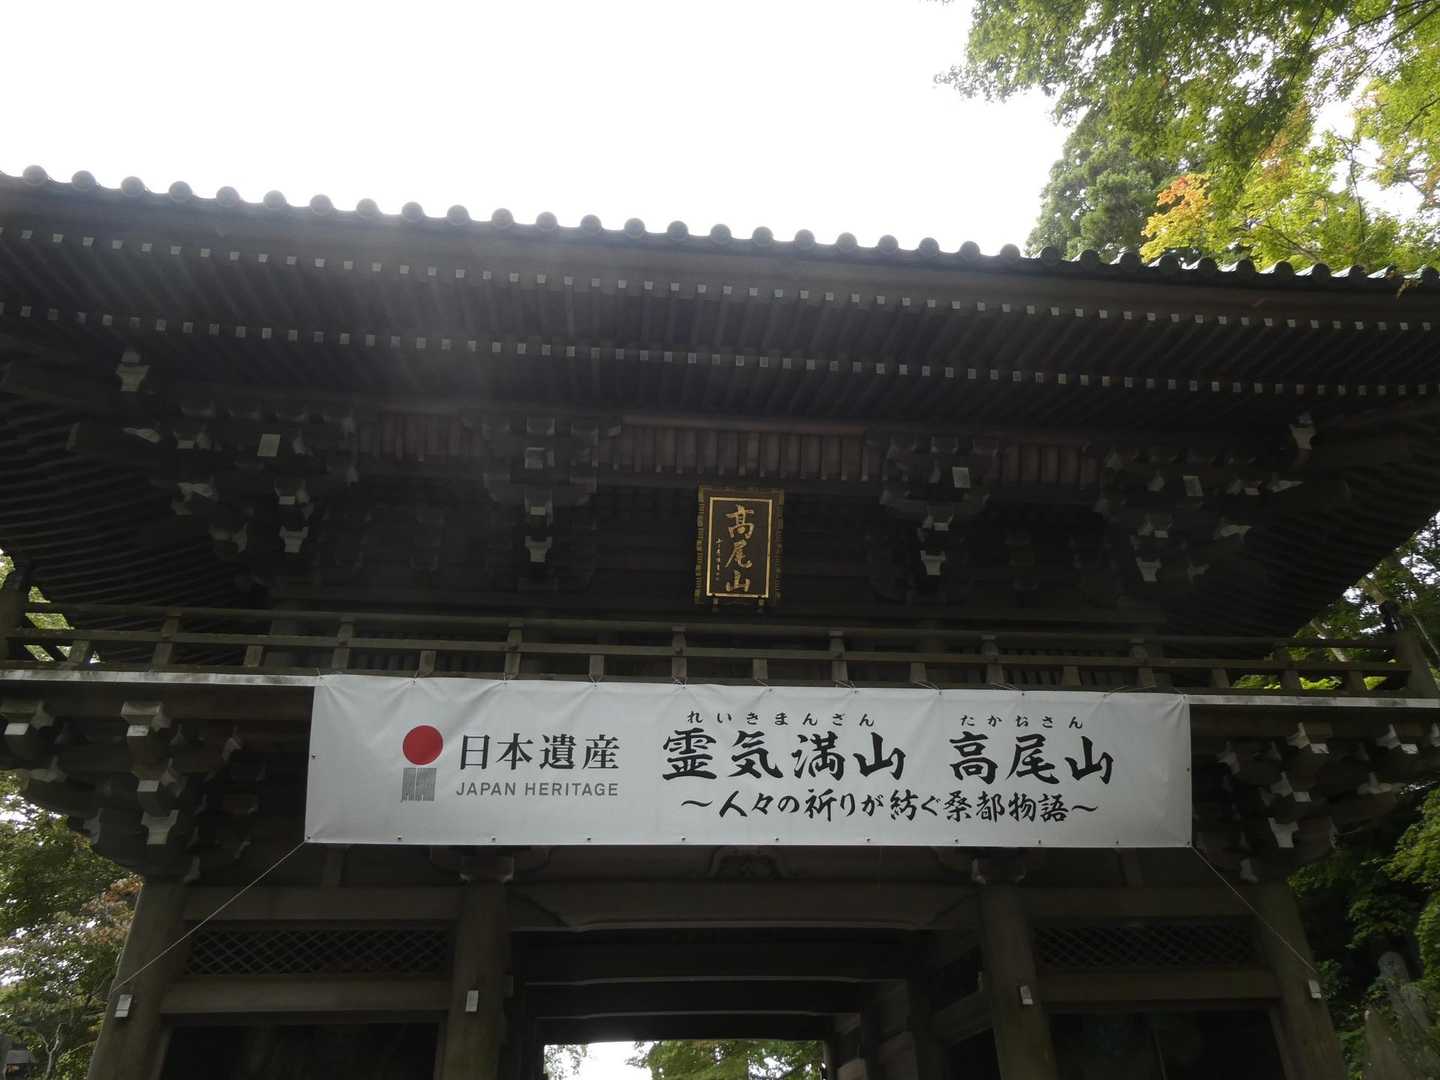 髙尾山
日本遺産
JAPAN HERITAGE
れいきまんざん たかおさん
霊気満山 高尾山
～人々の祈りが紡ぐ桑都物語～